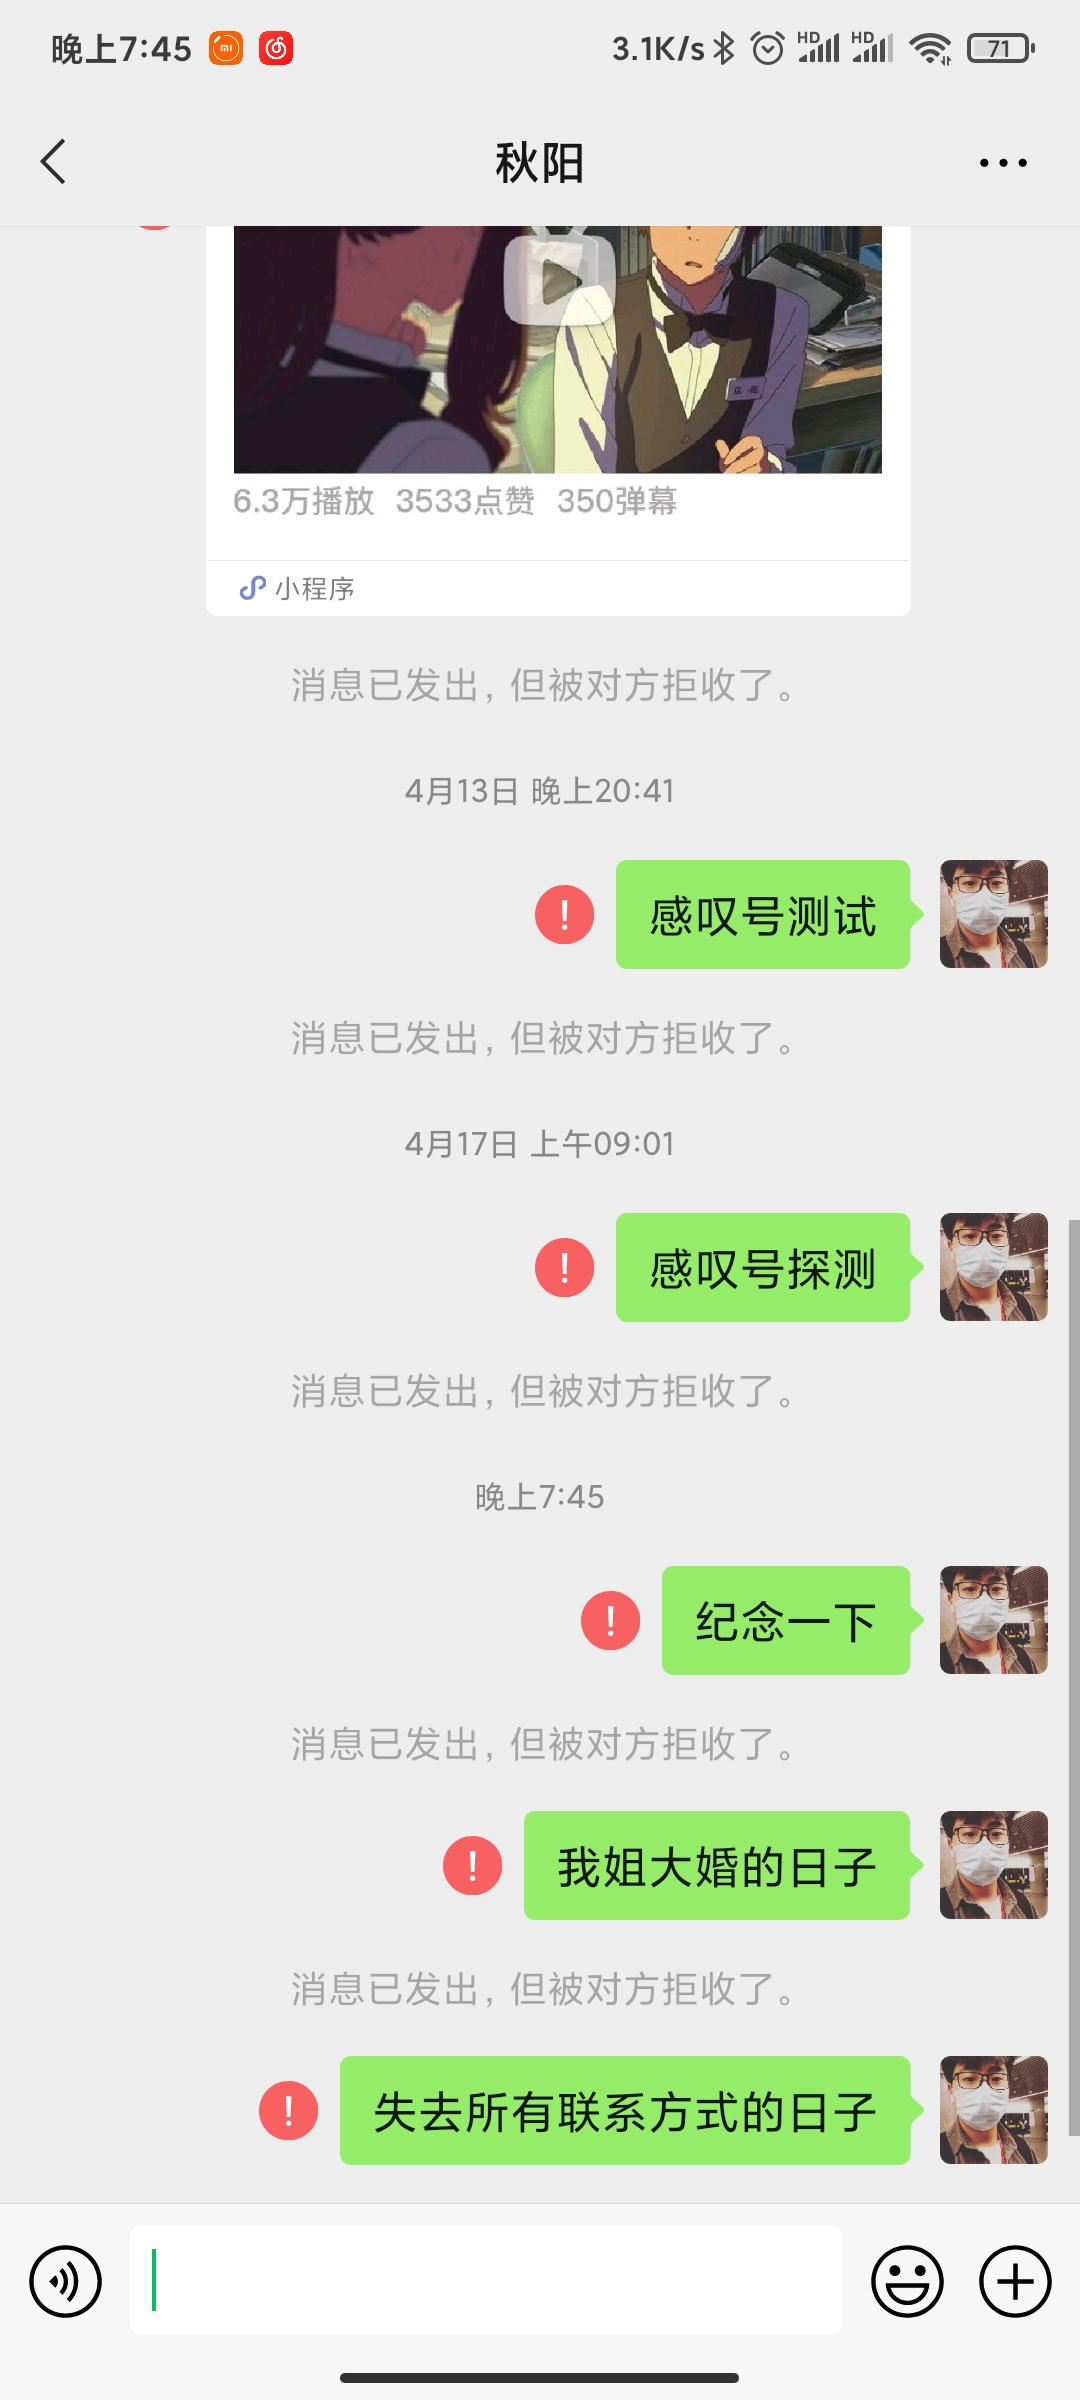 晚上7:45
3.1K/s
HD
HD
71
秋阳
6.3万播放 3533点赞 350弹幕
小程序
消息已发出，但被对方拒收了。
4月13日 晚上20:41
感叹号测试
消息已发出，但被对方拒收了。
4月17日 上午09:01
感叹号探测
消息已发出，但被对方拒收了。
晚上7:45
纪念一下
消息已发出，但被对方拒收了。
我姐大婚的日子
消息已发出，但被对方拒收了。
失去所有联系方式的日子